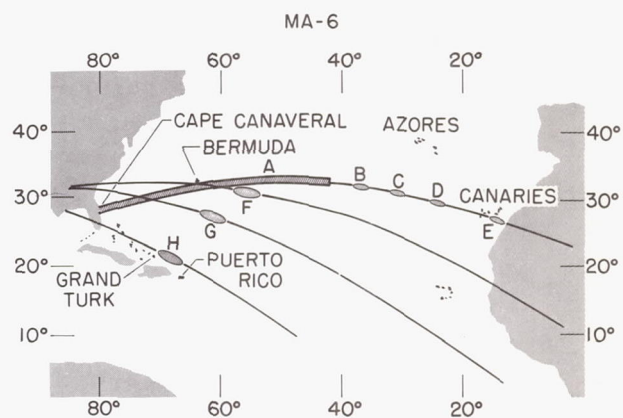 MA-6
80° 60° 40° 20°
40° CAPE CANAVERAL AZORES 40°
BERMUDA
A
B C D CANARIES
30° F E 30°
G
H
20° GRAND TURK PUERTO RICO 20°
10° 10°
80° 60° 40° 20°